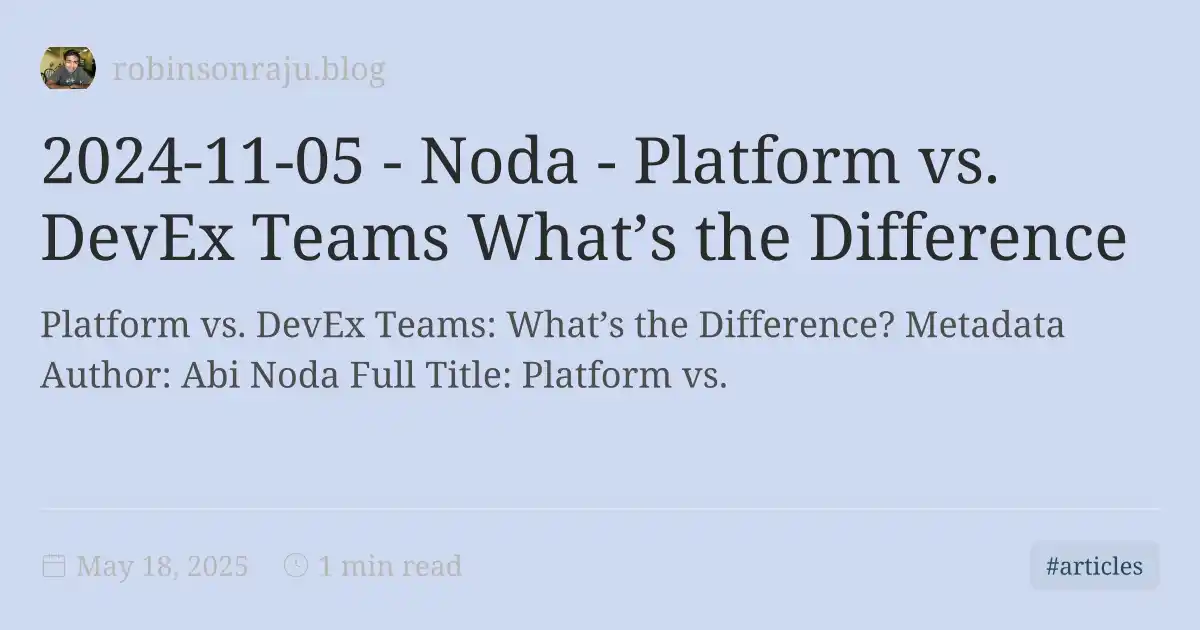 robinsonraju.blog
2024-11-05 - Noda - Platform vs.
DevEx Teams What’s the Difference
Platform vs. DevEx Teams: What’s the Difference? Metadata
Author: Abi Noda Full Title: Platform vs.
May 18, 2025 1 min read #articles